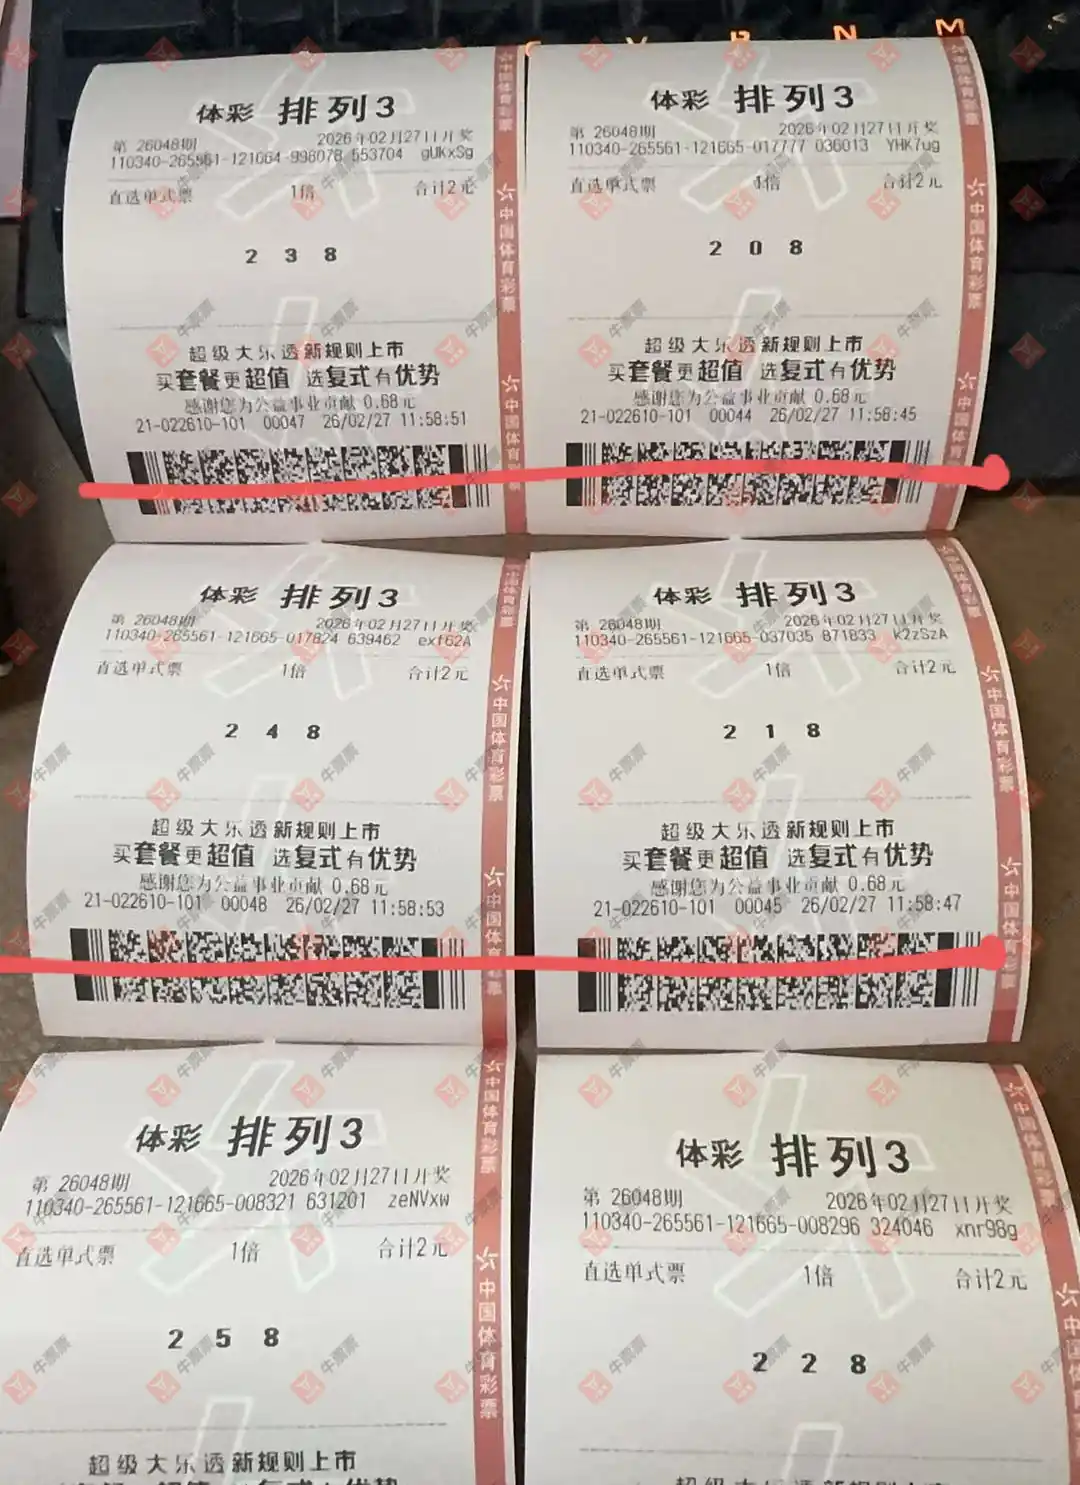 体彩 排列3
第 26048期 2026年02月27日开奖
110340-265561-121664-998078 553704 gUKxSg
直选单式票 1倍 合计2元
2 3 8
超级大乐透新规则上市
买套餐更超值 选复式有优势
感谢您为公益事业贡献 0.68元
21-022610-101 00047 26/02/27 11:58:51
体彩 排列3
第 26048期 2026年02月27日开奖
110340-265561-121665-017777 036013 YHK7ug
直选单式票 1倍 合计2元
2 0 8
超级大乐透新规则上市
买套餐更超值 选复式有优势
感谢您为公益事业贡献 0.68元
21-022610-101 00044 26/02/27 11:58:45
体彩 排列3
第 26048期 2026年02月27日开奖
110340-265561-121665-017824 639462 exf62A
直选单式票 1倍 合计2元
2 4 8
超级大乐透新规则上市
买套餐更超值 选复式有优势
感谢您为公益事业贡献 0.68元
21-022610-101 00048 26/02/27 11:58:53
体彩 排列3
第 26048期 2026年02月27日开奖
110340-265561-121665-037035 871833 k2zSzA
直选单式票 1倍 合计2元
2 1 8
超级大乐透新规则上市
买套餐更超值 选复式有优势
感谢您为公益事业贡献 0.68元
21-022610-101 00045 26/02/27 11:58:47
体彩 排列3
第 26048期 2026年02月27日开奖
110340-265561-121665-008321 631201 zeNVxw
直选单式票 1倍 合计2元
2 5 8
超级大乐透新规则上市
体彩 排列3
第 26048期 2026年02月27日开奖
110340-265561-121665-008296 324046 xnr98g
直选单式票 1倍 合计2元
2 2 8
中国体育彩票
牛票票